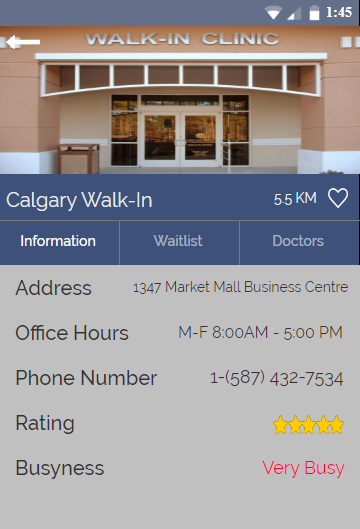 1:45
WALK-IN CLINIC
Calgary Walk-In 5.5 KM
Information Waitlist Doctors
Address 1347 Market Mall Business Centre
Office Hours M-F 8:00AM - 5:00 PM
Phone Number 1-(587) 432-7534
Rating
Busyness Very Busy